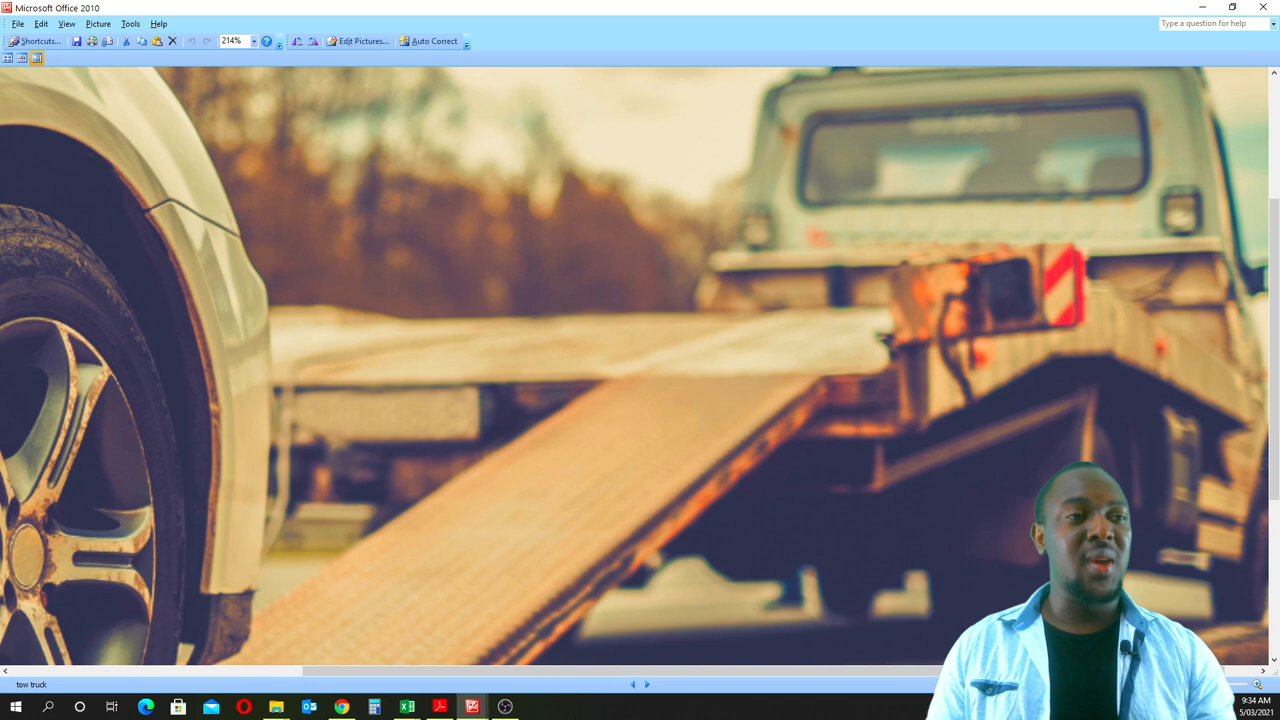 Microsoft Office 2010
File Edit View Picture Tools Help
Type a question for help
Shortcuts...
214%
Edit Pictures...
Auto Correct
tow truck
9:34 AM
5/03/2021